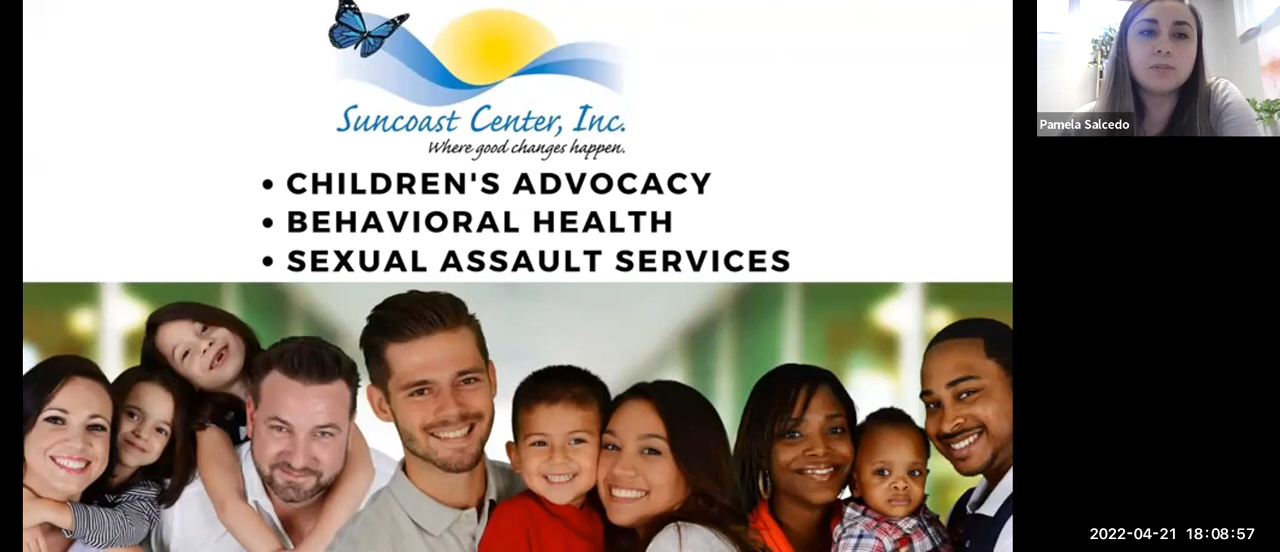 Suncoast Center, Inc.
Where good changes happen.
• CHILDREN'S ADVOCACY
• BEHAVIORAL HEALTH
• SEXUAL ASSAULT SERVICES
Pamela Salcedo
2022-04-21 18:08:57